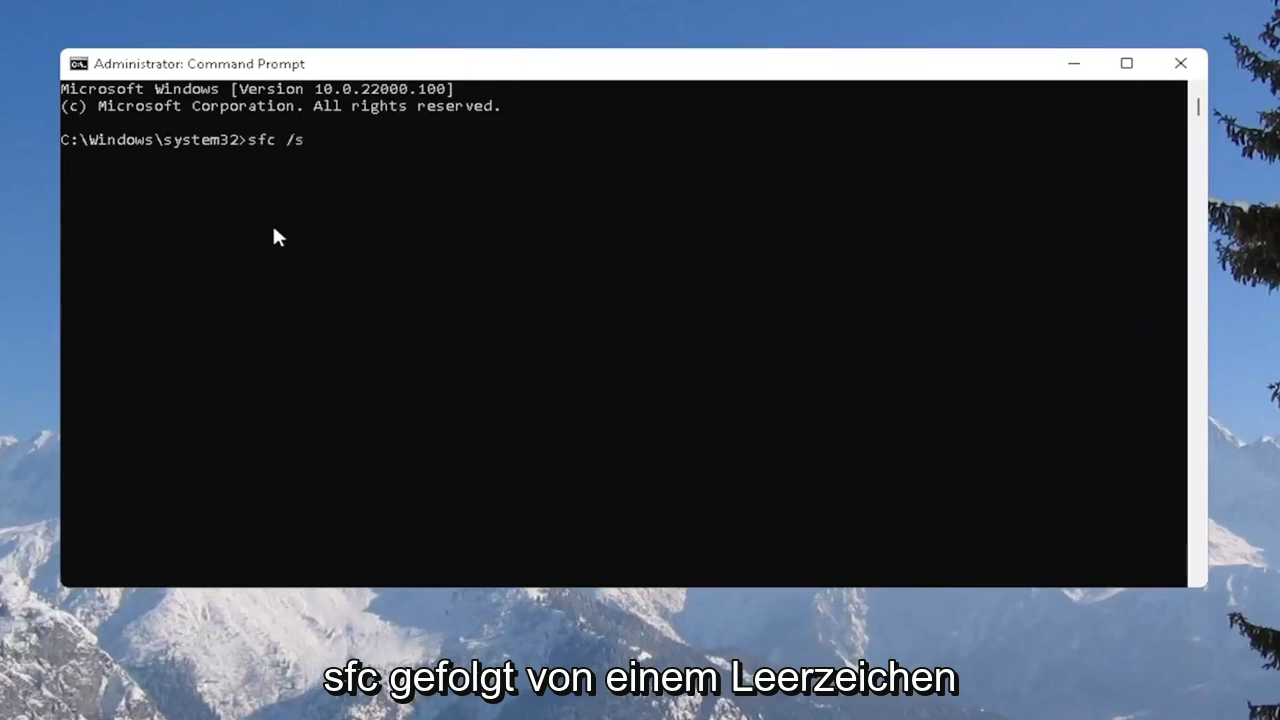 Administrator: Command Prompt
Microsoft Windows [Version 10.0.22000.100]
(c) Microsoft Corporation. All rights reserved.
C:\Windows\system32>sfc /s
sfc gefolgt von einem Leerzeichen